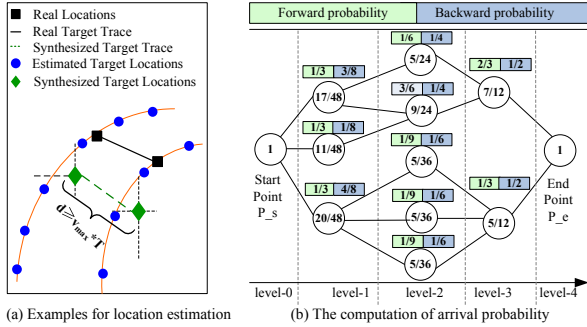 Real Locations
Real Target Trace
Synthesized Target Trace
Estimated Target Locations
Synthesized Target Locations
d≥v_max*T
(a) Examples for location estimation
Forward probability Backward probability
1/6 1/4
5/24
1/3 3/8
17/48
3/6 1/4
9/24
2/3 1/2
7/12
1/3 1/8
11/48
1
Start
Point
P_s
1/9 1/6
5/36
1/3 4/8
20/48
1/9 1/6
5/36
1/3 1/2
5/12
1/9 1/6
5/36
1
End
Point
P_e
level-0 level-1 level-2 level-3 level-4
(b) The computation of arrival probability